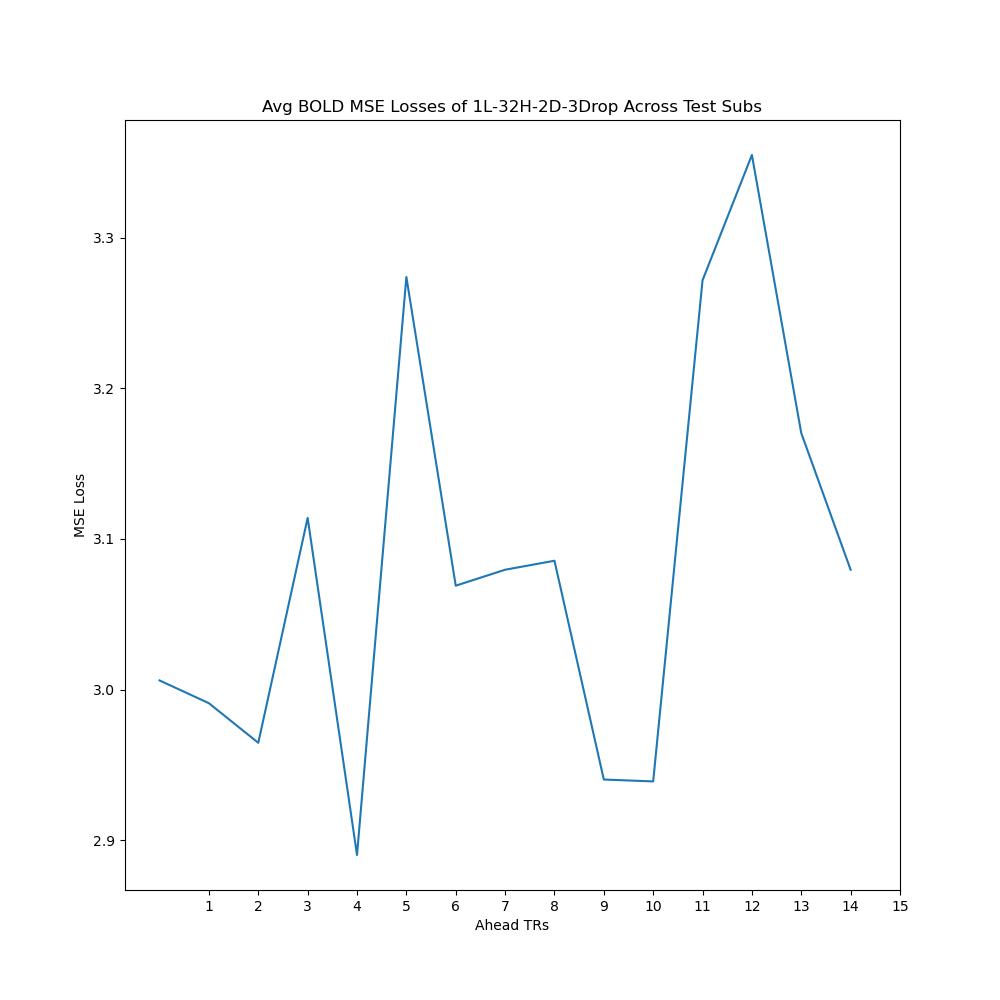 Avg BOLD MSE Losses of 1L-32H-2D-3Drop Across Test Subs
3.3
3.2
3.1
3.0
2.9
MSE Loss
1 2 3 4 5 6 7 8 9 10 11 12 13 14 15
Ahead TRs